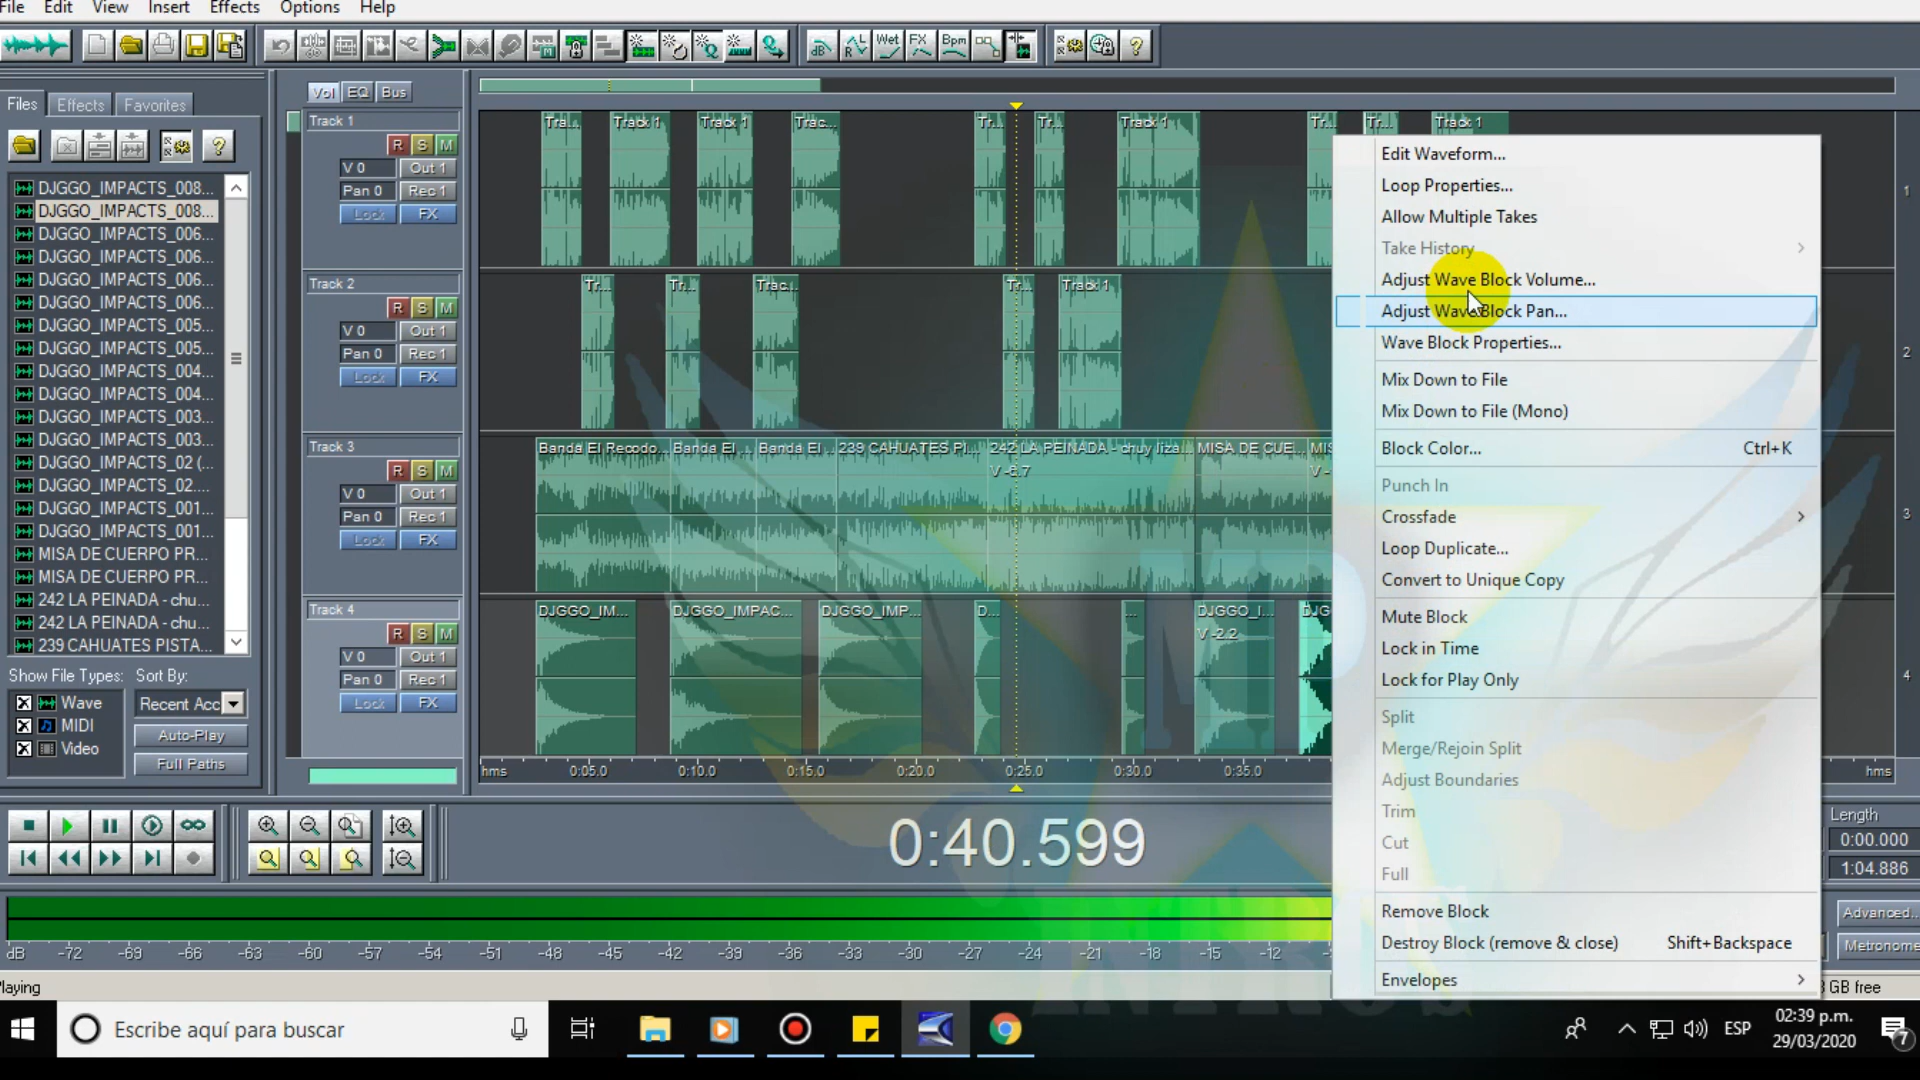 File Edit View Insert Effects Options Help
Wet FX Bpm
dB
Files Effects Favorites
Vol EQ Bus
Track 1
R S M
V 0 Out 1
Pan 0 Rec 1
Lock FX
Track 2
R S M
V 0 Out 1
Pan 0 Rec 1
Lock FX
Track 3
R S M
V 0 Out 1
Pan 0 Rec 1
Lock FX
Track 4
R S M
V 0 Out 1
Pan 0 Rec 1
Lock FX
DJGGO_IMPACTS_008...
DJGGO_IMPACTS_008...
DJGGO_IMPACTS_006...
DJGGO_IMPACTS_006...
DJGGO_IMPACTS_006...
DJGGO_IMPACTS_006...
DJGGO_IMPACTS_005...
DJGGO_IMPACTS_005...
DJGGO_IMPACTS_004...
DJGGO_IMPACTS_004...
DJGGO_IMPACTS_003...
DJGGO_IMPACTS_003...
DJGGO_IMPACTS_02 (...
DJGGO_IMPACTS_02....
DJGGO_IMPACTS_001...
DJGGO_IMPACTS_001...
MISA DE CUERPO PR...
MISA DE CUERPO PR...
242 LA PEINADA - chu...
242 LA PEINADA - chu...
239 CAHUATES PISTA...
Show File Types: Sort By:
Wave Recent Acc
MIDI Auto-Play
Video Full Paths
Tra... Track 1 Track 1 Trac... Tr... Tr... Track 1 Tr... Tr... Track 1
Tr... Tr... Trac... Tr... Track 1
Banda El Recodo... Banda El ... Banda El ... 239 CAHUATES PI... 242 LA PEINADA - chuy liza... MISA DE CUE...
V -6.7
DJGGO_IM... DJGGO_IMPAC... DJGGO_IMP... D... ... DJGGO_I...
V -2.2
1
2
3
4
hms 0:05.0 0:10.0 0:15.0 0:20.0 0:25.0 0:30.0 0:35.0 hms
0:40.599
Edit Waveform...
Loop Properties...
Allow Multiple Takes
Take History
Adjust Wave Block Volume...
Adjust Wave Block Pan...
Wave Block Properties...
Mix Down to File
Mix Down to File (Mono)
Block Color... Ctrl+K
Punch In
Crossfade
Loop Duplicate...
Convert to Unique Copy
Mute Block
Lock in Time
Lock for Play Only
Split
Merge/Rejoin Split
Adjust Boundaries
Trim
Cut
Full
Remove Block
Destroy Block (remove & close) Shift+Backspace
Envelopes
Length
0:00.000
1:04.886
Advanced...
Metronome
dB -72 -69 -66 -63 -60 -57 -54 -51 -48 -45 -42 -39 -36 -33 -30 -27 -24 -21 -18 -15 -12
Playing
GB free
MP
INTROS
Escribe aquí para buscar
ESP
02:39 p.m.
29/03/2020
7